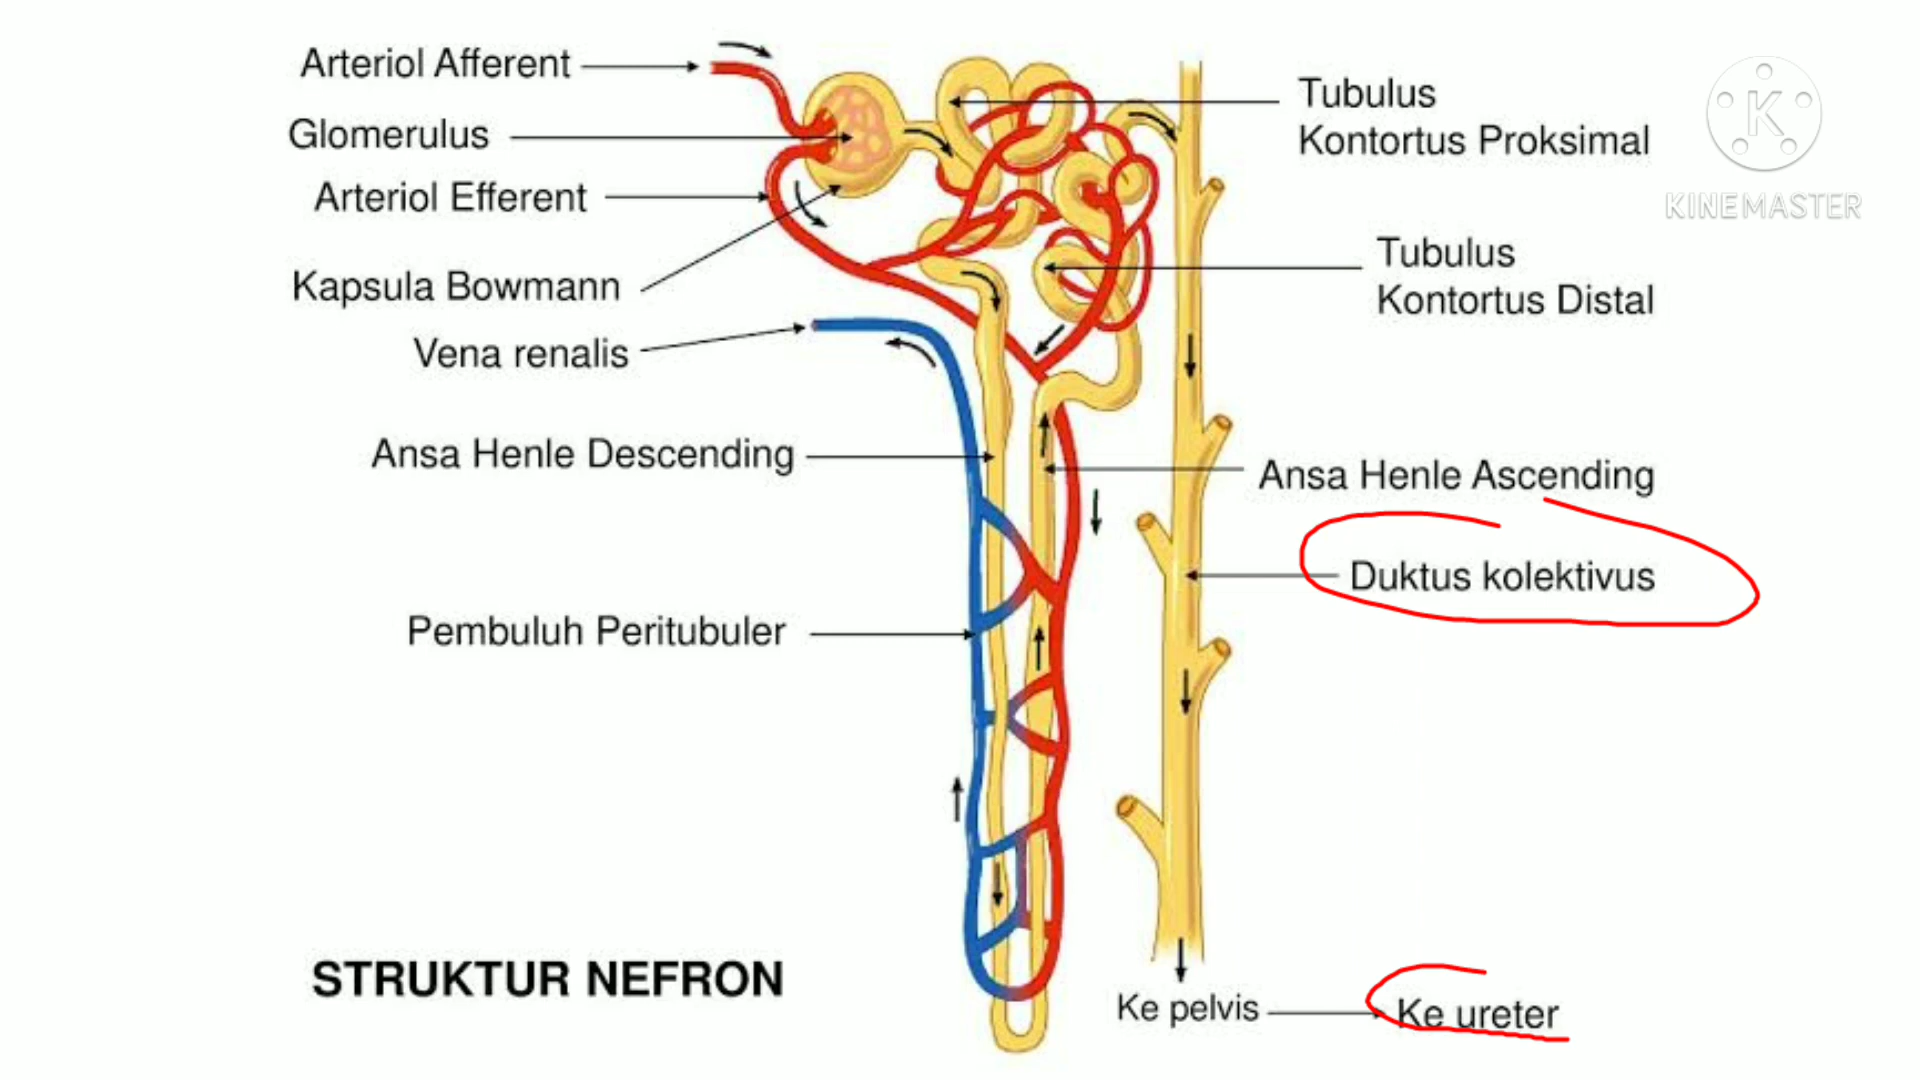 Arteriol Afferent
Glomerulus
Arteriol Efferent
Kapsula Bowmann
Vena renalis
Ansa Henle Descending
Pembuluh Peritubuler
STRUKTUR NEFRON
Tubulus
Kontortus Proksimal
Tubulus
Kontortus Distal
Ansa Henle Ascending
Duktus kolektivus
Ke pelvis
Ke ureter
K
KINEMASTER